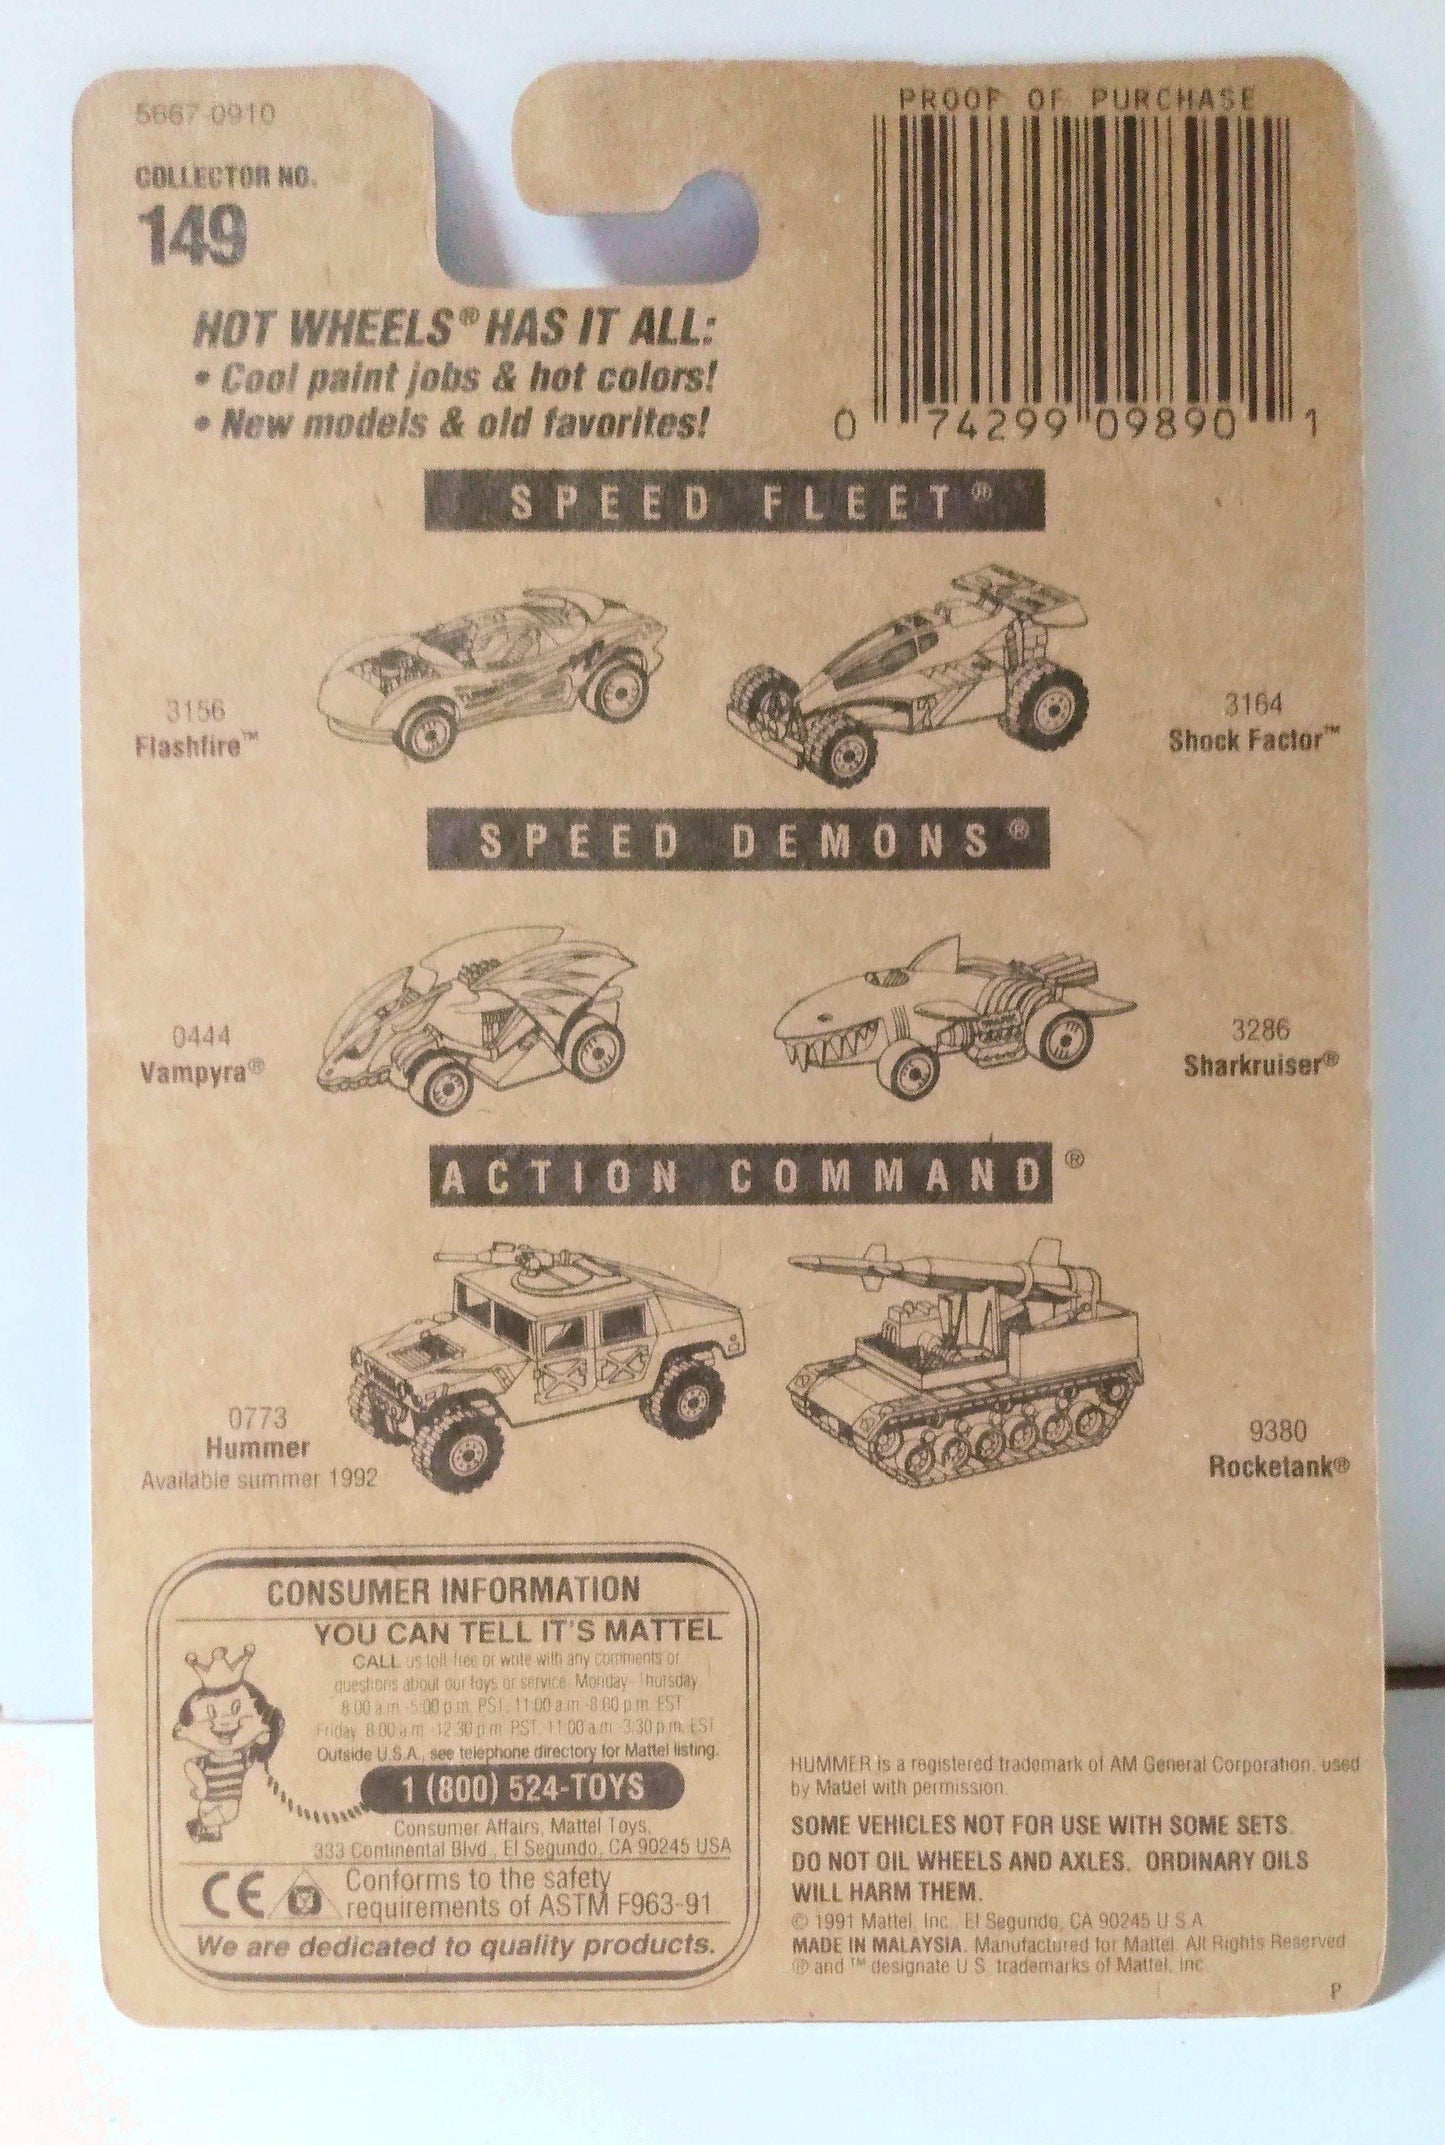 5667-0910
COLLECTOR NO.
149
PROOF OF PURCHASE
0 74299 09890 1
HOT WHEELS® HAS IT ALL:
• Cool paint jobs & hot colors!
• New models & old favorites!
SPEED FLEET®
3156
Flashfire™
3164
Shock Factor™
SPEED DEMONS®
0444
Vampyra®
3286
Sharkruiser®
ACTION COMMAND®
0773
Hummer
Available summer 1992
9380
Rocketank®
CONSUMER INFORMATION
YOU CAN TELL IT'S MATTEL
CALL us toll free or write with any comments or
questions about our toys or service. Monday-Thursday
8:00 a.m.-5:00 p.m. PST, 11:00 a.m.-8:00 p.m. EST
Friday 8:00 a.m.-12:30 p.m. PST, 11:00 a.m.-3:30 p.m. EST
Outside U.S.A., see telephone directory for Mattel listing.
1 (800) 524-TOYS
Consumer Affairs, Mattel Toys,
333 Continental Blvd., El Segundo, CA 90245 USA
CE
Conforms to the safety
requirements of ASTM F963-91
We are dedicated to quality products.
HUMMER is a registered trademark of AM General Corporation, used
by Mattel with permission.
SOME VEHICLES NOT FOR USE WITH SOME SETS.
DO NOT OIL WHEELS AND AXLES. ORDINARY OILS
WILL HARM THEM.
© 1991 Mattel, Inc., El Segundo, CA 90245 U.S.A.
MADE IN MALAYSIA. Manufactured for Mattel. All Rights Reserved
® and ™ designate U.S. trademarks of Mattel, Inc.
P